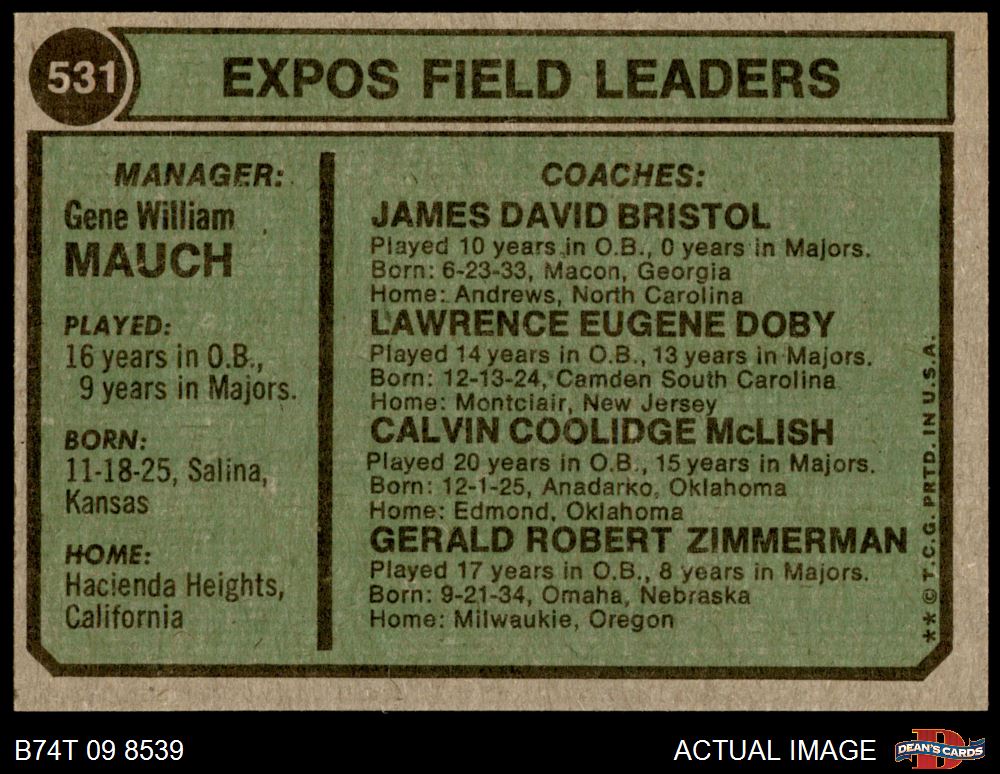 531
EXPOS FIELD LEADERS
MANAGER:
Gene William
MAUCH
PLAYED:
16 years in O.B.,
9 years in Majors.
BORN:
11-18-25, Salina,
Kansas
HOME:
Hacienda Heights,
California
COACHES:
JAMES DAVID BRISTOL
Played 10 years in O.B., 0 years in Majors.
Born: 6-23-33, Macon, Georgia
Home: Andrews, North Carolina
LAWRENCE EUGENE DOBY
Played 14 years in O.B., 13 years in Majors.
Born: 12-13-24, Camden South Carolina
Home: Montclair, New Jersey
CALVIN COOLIDGE McLISH
Played 20 years in O.B., 15 years in Majors.
Born: 12-1-25, Anadarko, Oklahoma
Home: Edmond, Oklahoma
GERALD ROBERT ZIMMERMAN
Played 17 years in O.B., 8 years in Majors.
Born: 9-21-34, Omaha, Nebraska
Home: Milwaukie, Oregon
** © T.C.G. PRTD. IN U.S.A.
B74T 09 8539
ACTUAL IMAGE
D
DEAN'S CARDS